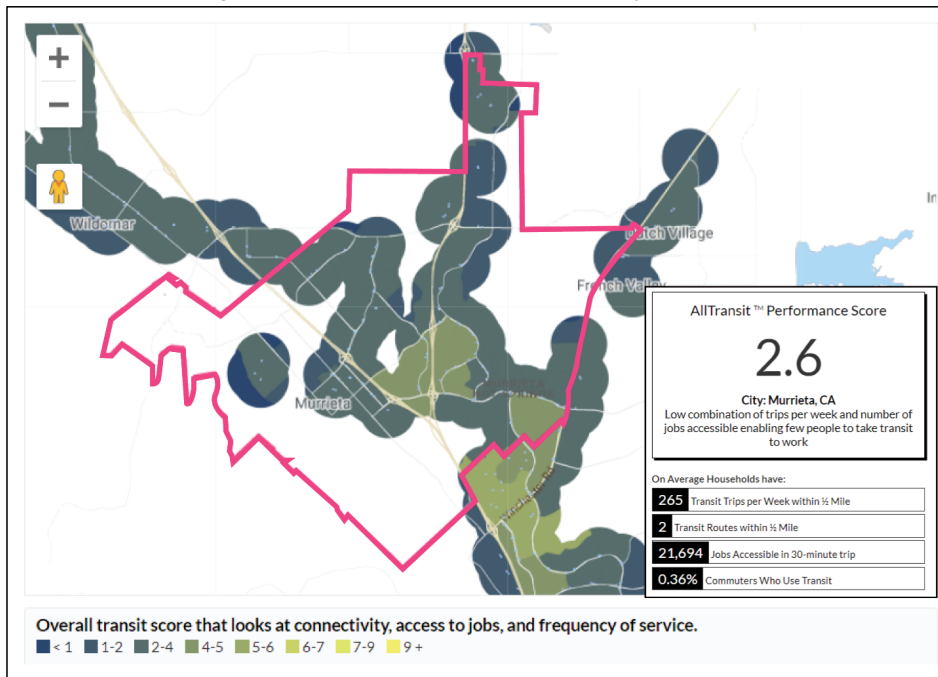 +
−
Wildomar
Murrieta
French Valley
AllTransit ™ Performance Score
2.6
City: Murrieta, CA
Low combination of trips per week and number of
jobs accessible enabling few people to take transit
to work
On Average Households have:
265 Transit Trips per Week within ½ Mile
2 Transit Routes within ½ Mile
21,694 Jobs Accessible in 30-minute trip
0.36% Commuters Who Use Transit
Overall transit score that looks at connectivity, access to jobs, and frequency of service.
< 1 1-2 2-4 4-5 5-6 6-7 7-9 9 +